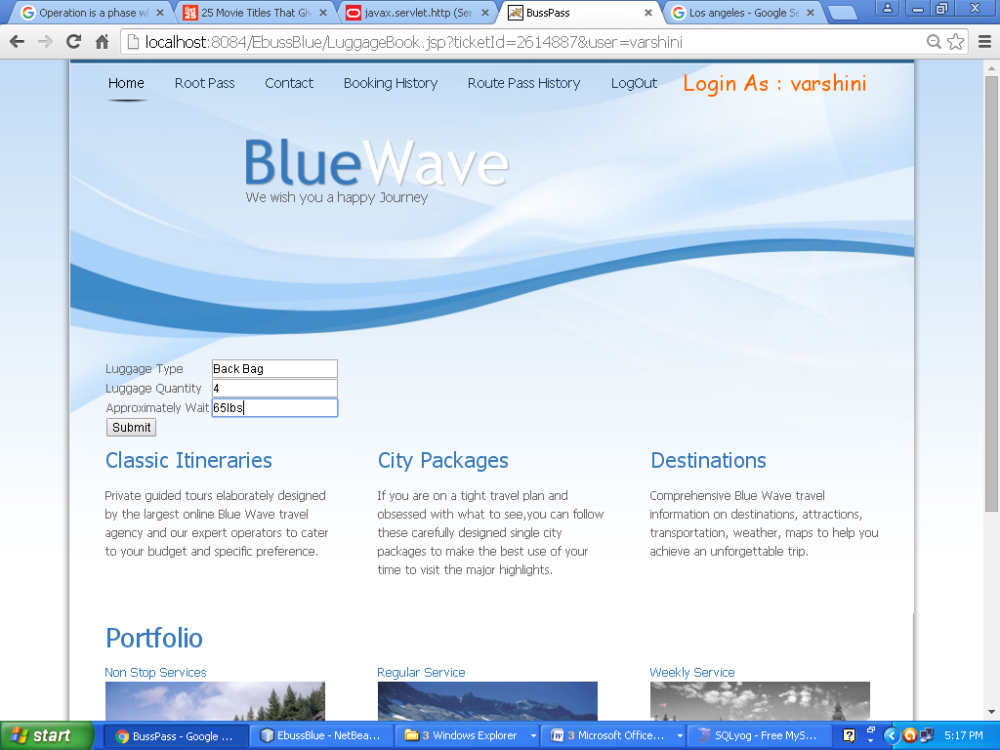 Operation is a phase wh
25 Movie Titles That Giv
javax.servlet.http (Ser
BussPass
Los angeles - Google Se
localhost:8084/EbussBlue/LuggageBook.jsp?ticketId=2614887&user=varshini
Home Root Pass Contact Booking History Route Pass History LogOut Login As : varshini
BlueWave
We wish you a happy Journey
Luggage Type Back Bag
Luggage Quantity 4
Approximately Wait 65lbs
Submit
Classic Itineraries
Private guided tours elaborately designed
by the largest online Blue Wave travel
agency and our expert operators to cater
to your budget and specific preference.
City Packages
If you are on a tight travel plan and
obsessed with what to see,you can follow
these carefully designed single city
packages to make the best use of your
time to visit the major highlights.
Destinations
Comprehensive Blue Wave travel
information on destinations, attractions,
transportation, weather, maps to help you
achieve an unforgettable trip.
Portfolio
Non Stop Services
Regular Service
Weekly Service
start
BussPass - Google ...
EbussBlue - NetBea...
3 Windows Explorer
3 Microsoft Office...
SQLyog - Free MyS...
5:17 PM